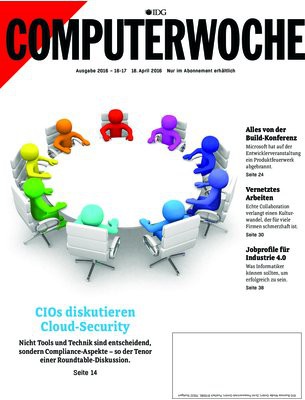 IDG
COMPUTERWOCHE
Ausgabe 2016 – 16-17 18. April 2016 Nur im Abonnement erhältlich
Alles von der
Build-Konferenz
Microsoft hat auf der
Entwicklerveranstaltung
ein Produktfeuerwerk
abgebrannt.
Seite 24
Vernetztes
Arbeiten
Echte Collaboration
verlangt einen Kultur-
wandel, der für viele
Firmen schmerzhaft ist.
Seite 30
Jobprofile für
Industrie 4.0
Was Informatiker
können sollten, um
erfolgreich zu sein.
Seite 38
CIOs diskutieren
Cloud-Security
Nicht Tools und Technik sind entscheidend,
sondern Compliance-Aspekte – so der Tenor
einer Roundtable-Diskussion.
Seite 14